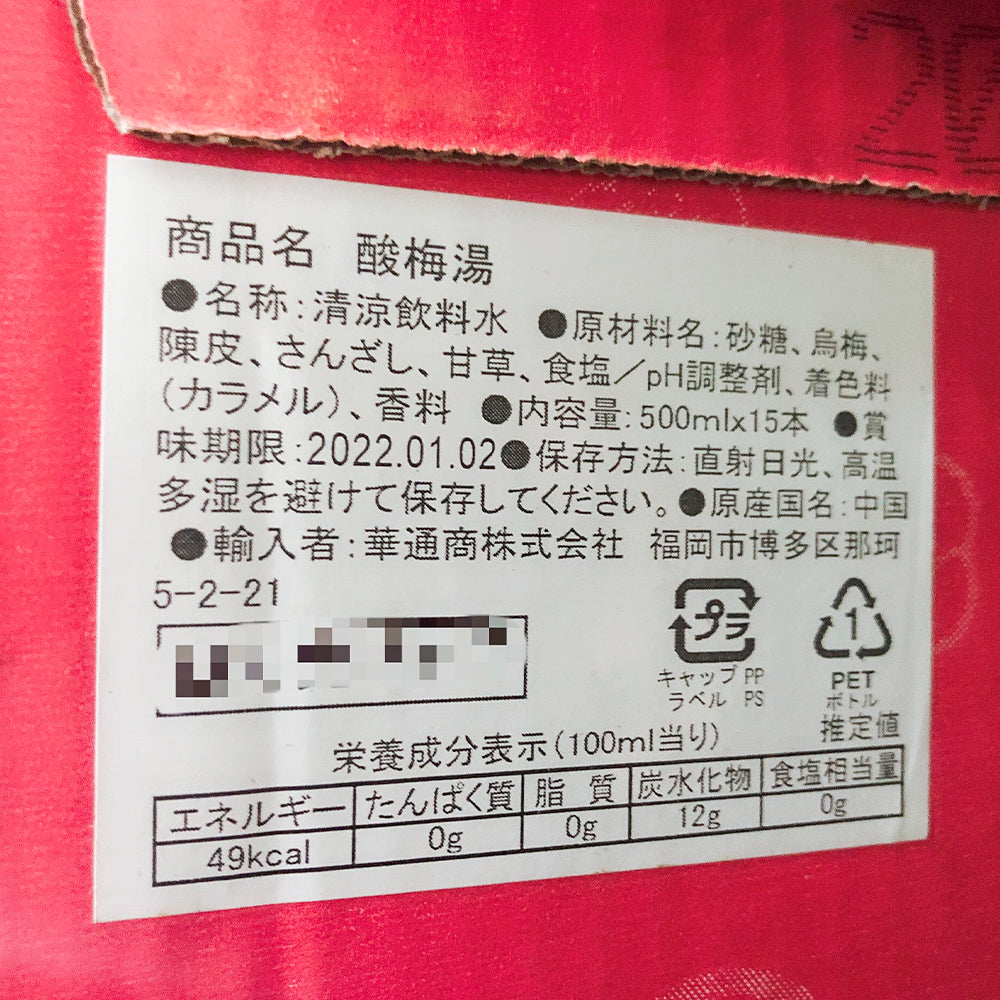 商品名 酸梅湯
●名称:清涼飲料水 ●原材料名:砂糖、烏梅、
陳皮、さんざし、甘草、食塩/pH調整剤、着色料
(カラメル)、香料 ●内容量:500mlx15本 ●賞
味期限:2022.01.02●保存方法:直射日光、高温
多湿を避けて保存してください。●原産国名:中国
●輸入者:華通商株式会社 福岡市博多区那珂
5-2-21
プラ
キャップ PP
ラベル PS
1
PET
ボトル
推定値
栄養成分表示(100ml当り)
エネルギー たんぱく質 脂質 炭水化物 食塩相当量
49kcal 0g 0g 12g 0g